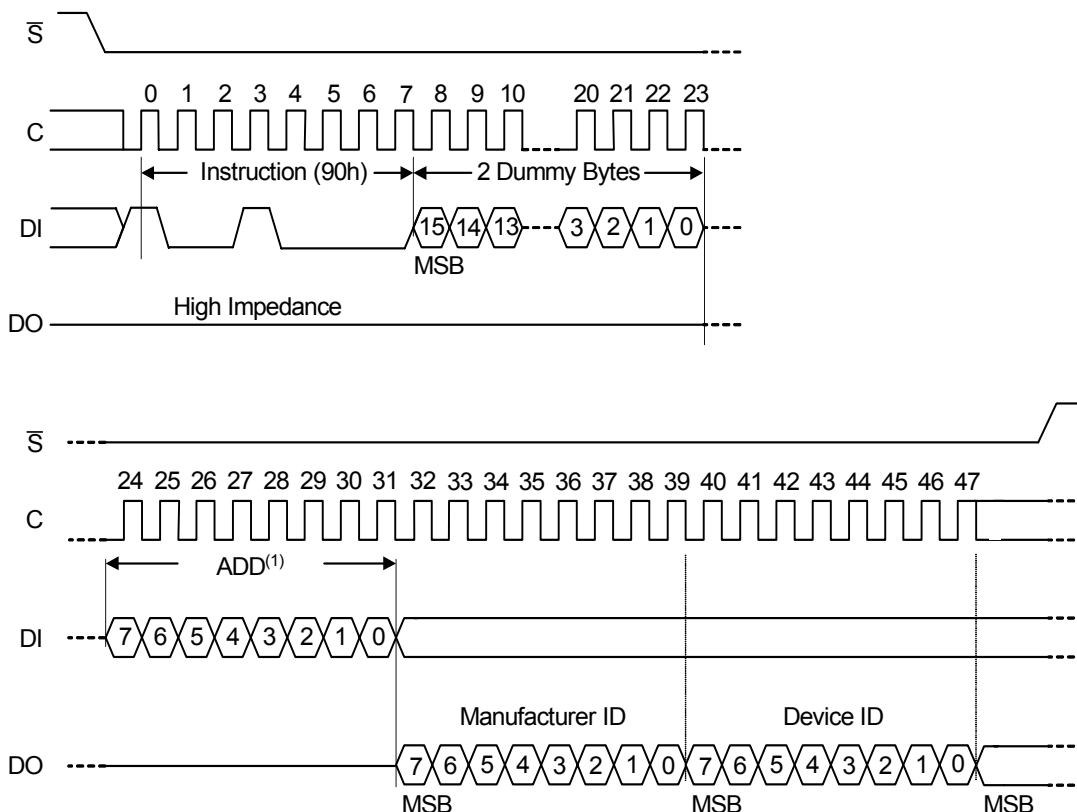 S
0 1 2 3 4 5 6 7 8 9 10 20 21 22 23
C
Instruction (90h) 2 Dummy Bytes
DI 15 14 13 3 2 1 0
MSB
High Impedance
DO
S
24 25 26 27 28 29 30 31 32 33 34 35 36 37 38 39 40 41 42 43 44 45 46 47
C
ADD(1)
DI 7 6 5 4 3 2 1 0
Manufacturer ID Device ID
DO 7 6 5 4 3 2 1 0 7 6 5 4 3 2 1 0
MSB MSB MSB